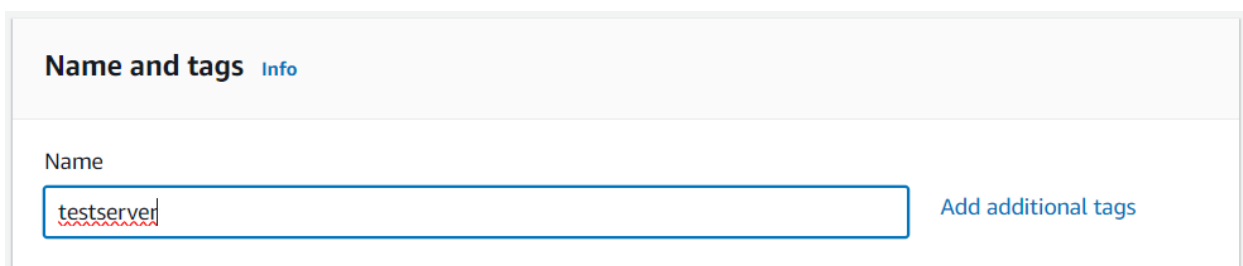 Name and tags Info
Name
testserver
Add additional tags